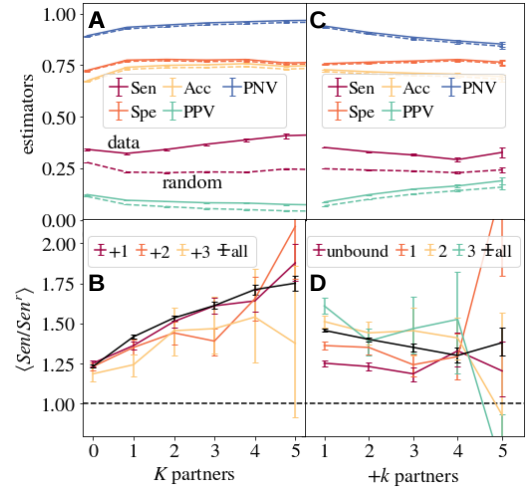 A
C
1.00
0.75
0.50
0.25
0.00
estimators
Sen
Acc
PNV
Spe
PPV
data
random
Sen
Acc
PNV
Spe
PPV
2.00
1.75
1.50
1.25
1.00
⟨Sen/Senʳ⟩
+1
+2
+3
all
B
unbound
1
2
3
all
D
0
1
2
3
4
5
K partners
1
2
3
4
5
+k partners